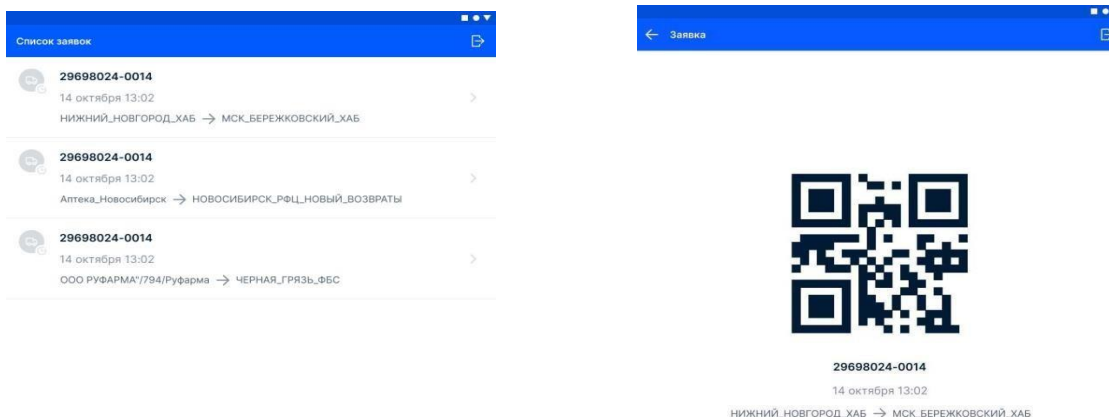 Список заявок
29698024-0014
14 октября 13:02
НИЖНИЙ_НОВГОРОД_ХАБ → МСК_БЕРЕЖКОВСКИЙ_ХАБ
29698024-0014
14 октября 13:02
Аптека_Новосибирск → НОВОСИБИРСК_РФЦ_НОВЫЙ_ВОЗВРАТЫ
29698024-0014
14 октября 13:02
ООО РУФАРМА"/794/Руфарма → ЧЕРНАЯ_ГРЯЗЬ_ФБС
← Заявка
29698024-0014
14 октября 13:02
НИЖНИЙ_НОВГОРОД_ХАБ → МСК_БЕРЕЖКОВСКИЙ_ХАБ